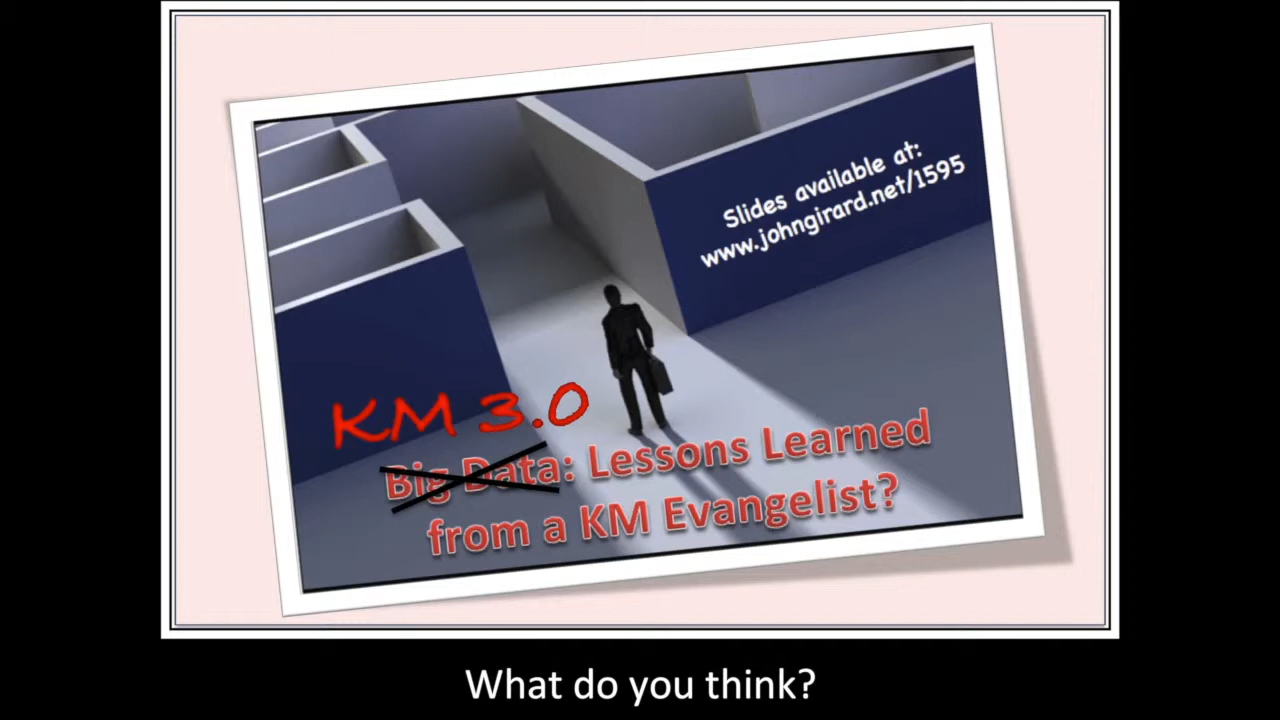 Slides available at:
www.johngirard.net/1595
KM 3.0
Big Data: Lessons Learned
from a KM Evangelist?
What do you think?